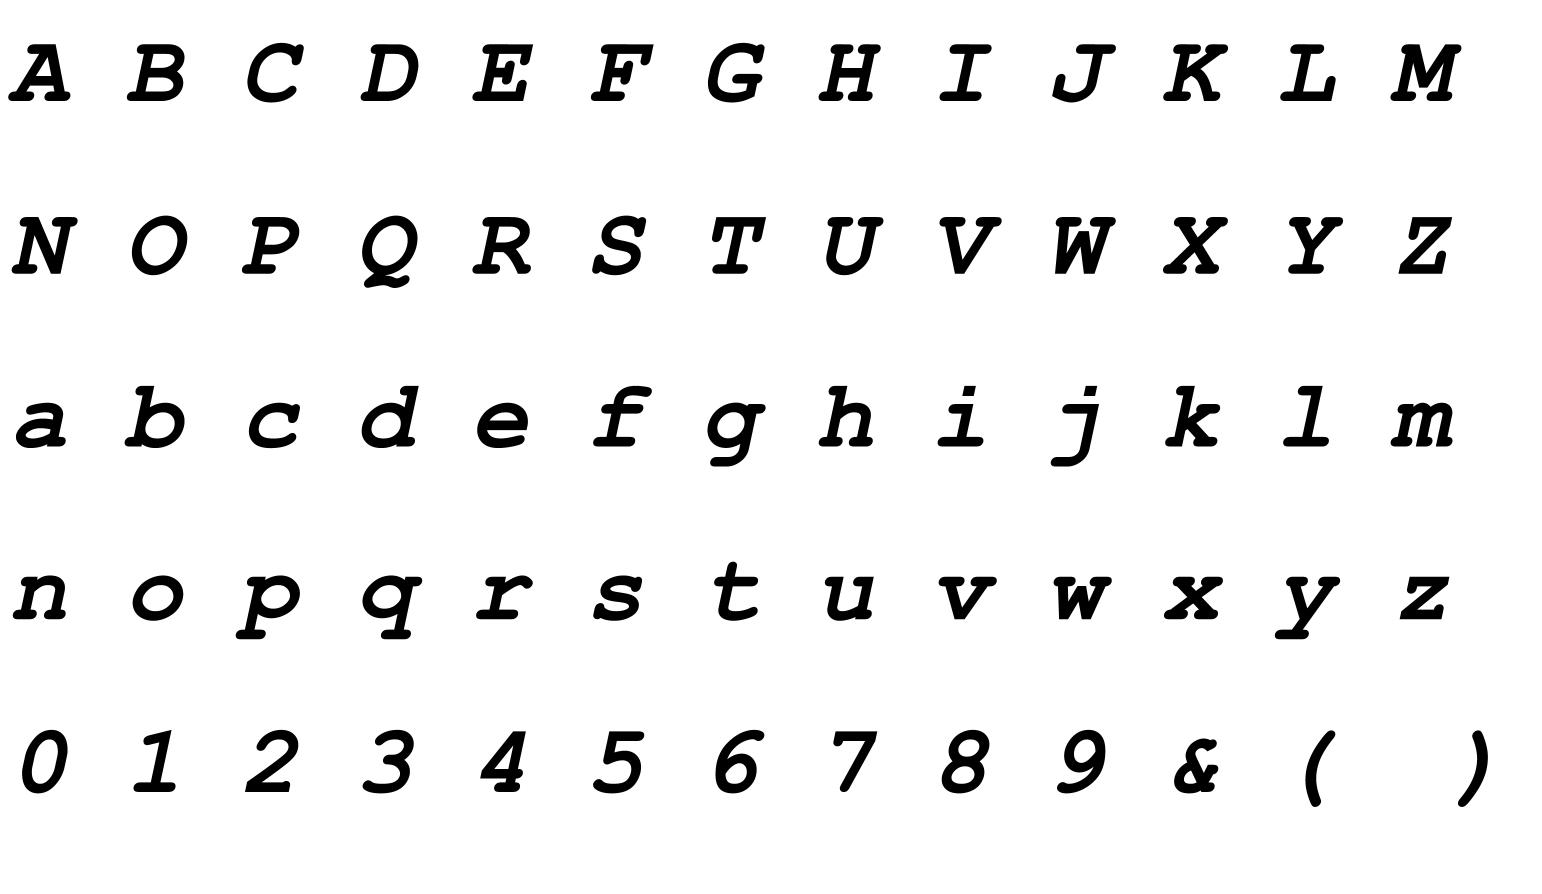 A B C D E F G H I J K L M
N O P Q R S T U V W X Y Z
a b c d e f g h i j k l m
n o p q r s t u v w x y z
0 1 2 3 4 5 6 7 8 9 & ( )